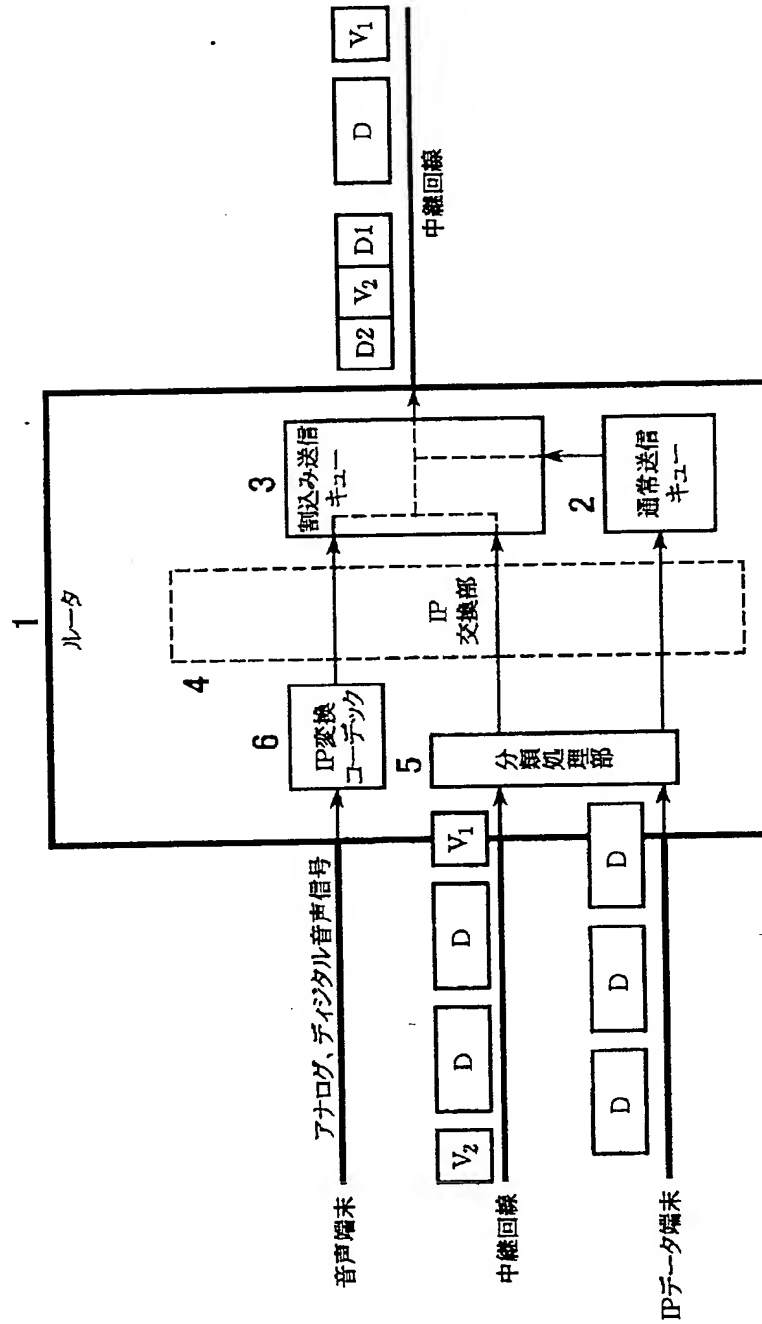 1
ルータ
音声端末
アナログ、ディジタル音声信号
6
IP変換
コーデック
4
IP
交換部
3
割込み送信
キュー
D2 V2 D1
D
V1
中継回線
中継回線
V2
D
D
V1
5
分類処理部
2
通常送信
キュー
IPデータ端末
D
D
D